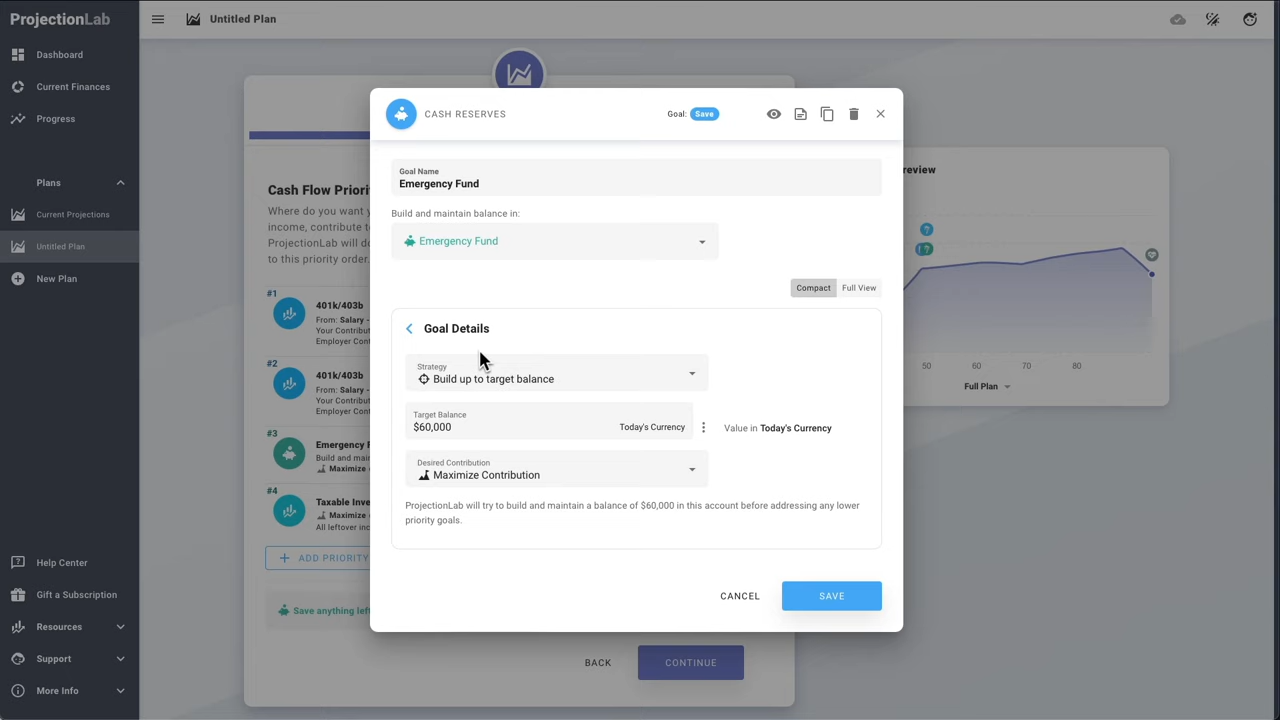 ProjectionLab
Untitled Plan
Dashboard
Current Finances
Progress
Plans
Current Projections
Untitled Plan
New Plan
Help Center
Gift a Subscription
Resources
Support
More Info
Cash Flow Priorit
Where do you want y
income, contribute t
ProjectionLab will do
to this priority order.
#1
401k/403b
From: Salary -
Your Contribut
Employer Cont
#2
401k/403b
From: Salary -
Your Contribut
Employer Cont
#3
Emergency F
Build and mai
Maximize
#4
Taxable Inve
Maximize
All leftover inc
+ ADD PRIORITY
Save anything left
BACK
CONTINUE
CASH RESERVES
Goal: Save
Goal Name
Emergency Fund
Build and maintain balance in:
Emergency Fund
Compact
Full View
Goal Details
Strategy
Build up to target balance
Target Balance
$60,000
Today's Currency
Value in Today's Currency
Desired Contribution
Maximize Contribution
ProjectionLab will try to build and maintain a balance of $60,000 in this account before addressing any lower
priority goals.
CANCEL
SAVE
review
50 60 70 80
Full Plan